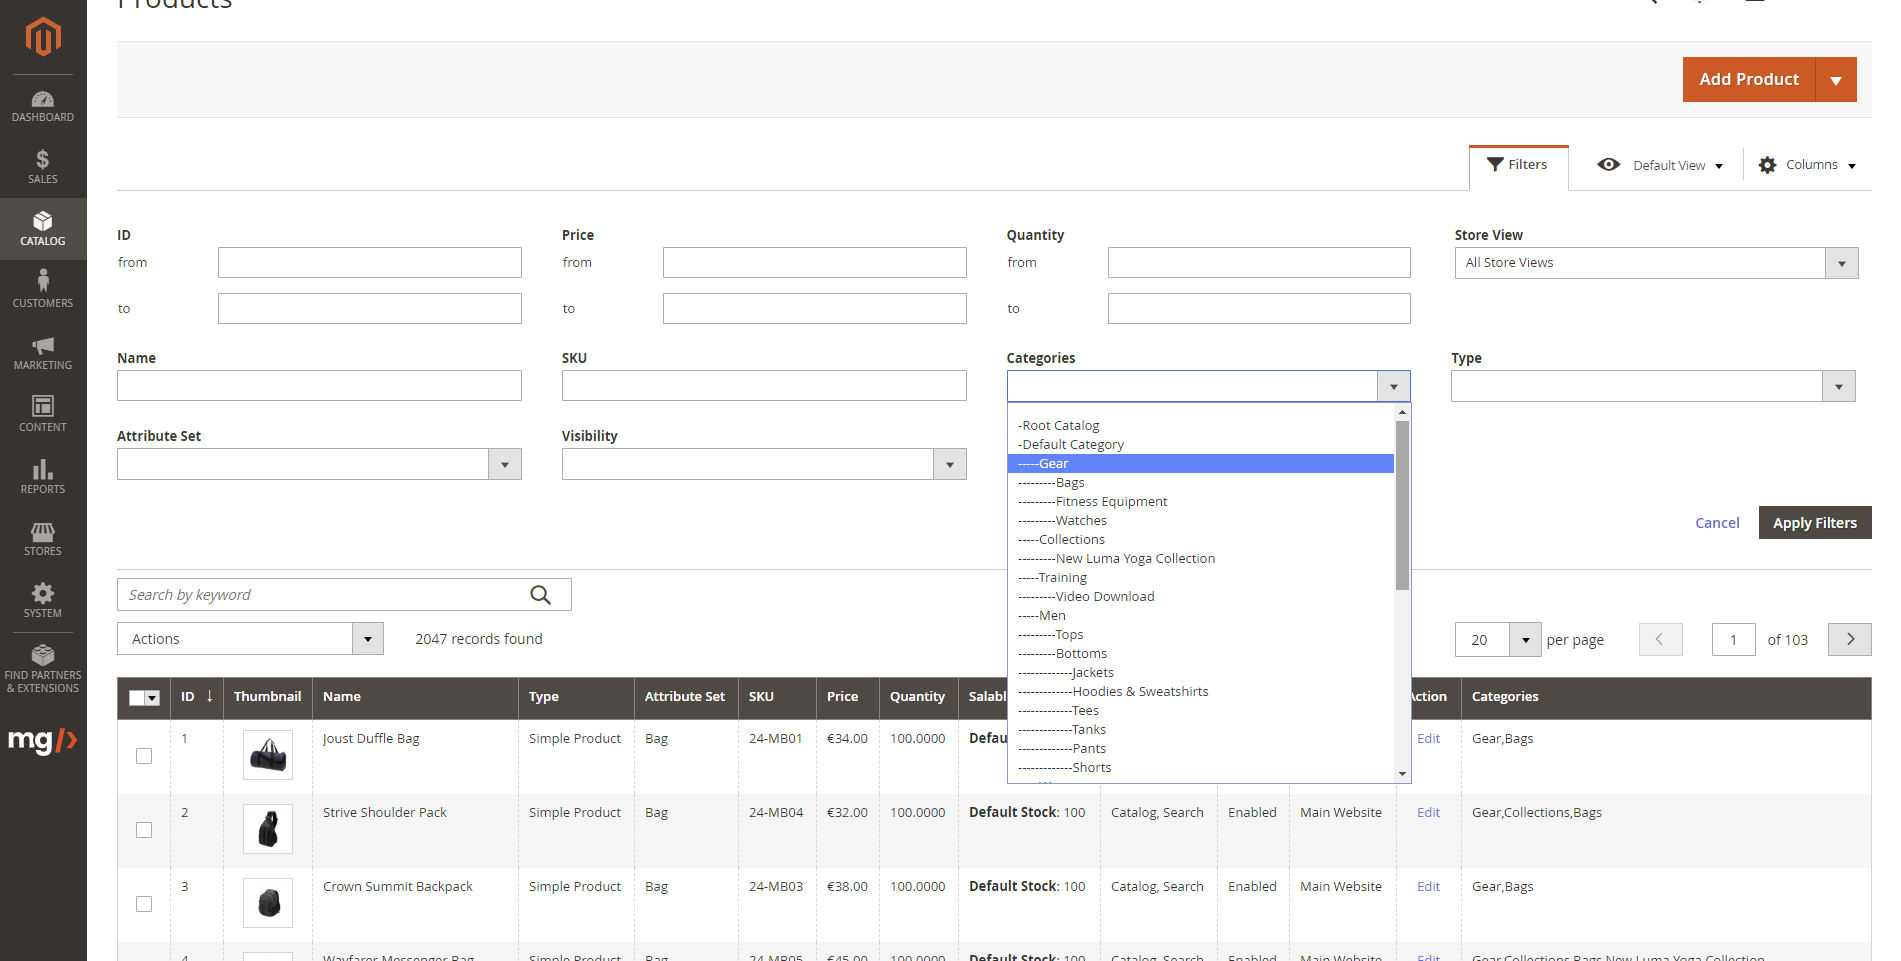 Products
Add Product
DASHBOARD
SALES
CATALOG
CUSTOMERS
MARKETING
CONTENT
REPORTS
STORES
SYSTEM
FIND PARTNERS
& EXTENSIONS
mg/>
Filters
Default View
Columns
ID
from
to
Price
from
to
Quantity
from
to
Store View
All Store Views
Name
SKU
Categories
Type
Attribute Set
Visibility
-Root Catalog
-Default Category
-----Gear
---------Bags
---------Fitness Equipment
---------Watches
-----Collections
---------New Luma Yoga Collection
-----Training
---------Video Download
-----Men
---------Tops
---------Bottoms
-------------Jackets
-------------Hoodies & Sweatshirts
-------------Tees
-------------Tanks
-------------Pants
-------------Shorts
Cancel
Apply Filters
Search by keyword
Actions
2047 records found
20 per page
1 of 103
ID Thumbnail Name Type Attribute Set SKU Price Quantity Salabl Action Categories
1 Joust Duffle Bag Simple Product Bag 24-MB01 €34.00 100.0000 Defau Edit Gear,Bags
2 Strive Shoulder Pack Simple Product Bag 24-MB04 €32.00 100.0000 Default Stock: 100 Catalog, Search Enabled Main Website Edit Gear,Collections,Bags
3 Crown Summit Backpack Simple Product Bag 24-MB03 €38.00 100.0000 Default Stock: 100 Catalog, Search Enabled Main Website Edit Gear,Bags
4 Wayfarer Messenger Bag Simple Product Bag 24-MB05 €45.00 100.0000 Default Stock: 100 Catalog, Search Enabled Main Website Edit Gear,Collections,Bags,New Luma Yoga Collection